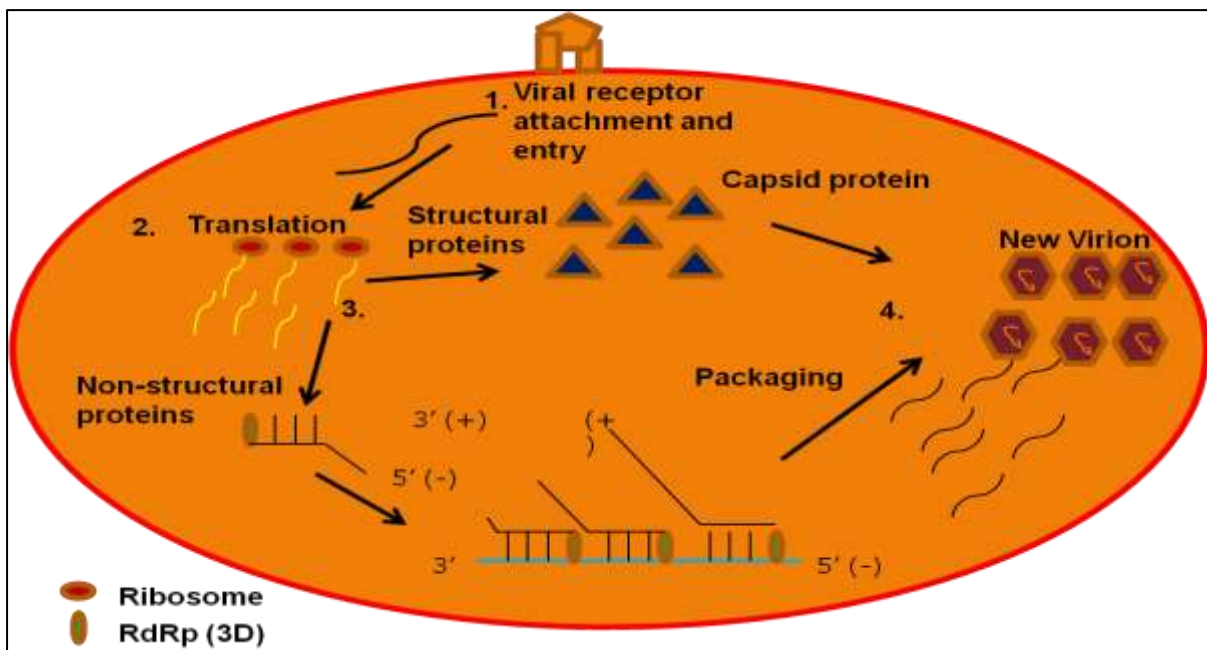 1. Viral receptor
attachment and
entry
2. Translation
Structural
proteins
Capsid protein
New Virion
3.
4.
Non-structural
proteins
Packaging
3’ (+)
(+
)
5’ (-)
3’
5’ (-)
Ribosome
RdRp (3D)